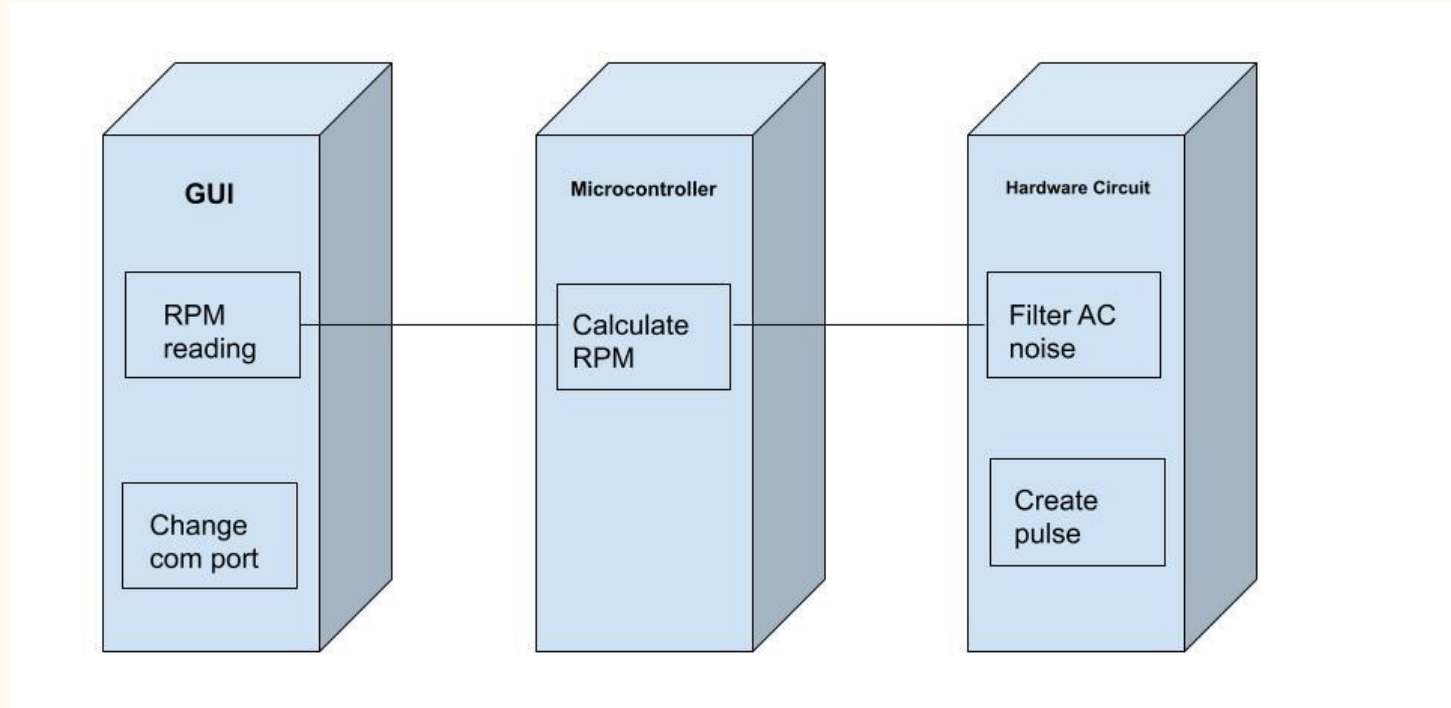 GUI
RPM
reading
Change
com port
Microcontroller
Calculate
RPM
Hardware Circuit
Filter AC
noise
Create
pulse